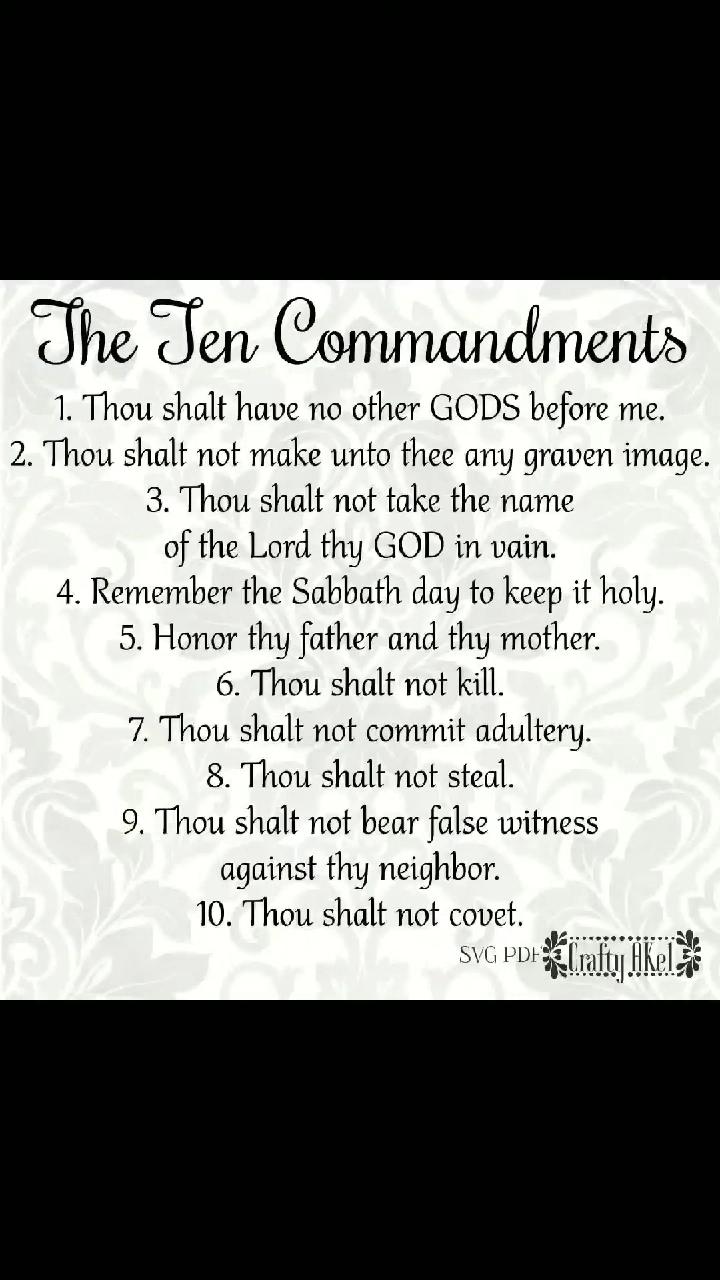 The Ten Commandments
1. Thou shalt have no other GODS before me.
2. Thou shalt not make unto thee any graven image.
3. Thou shalt not take the name
of the Lord thy GOD in vain.
4. Remember the Sabbath day to keep it holy.
5. Honor thy father and thy mother.
6. Thou shalt not kill.
7. Thou shalt not commit adultery.
8. Thou shalt not steal.
9. Thou shalt not bear false witness
against thy neighbor.
10. Thou shalt not covet.
SVG PDF Crafty AKel